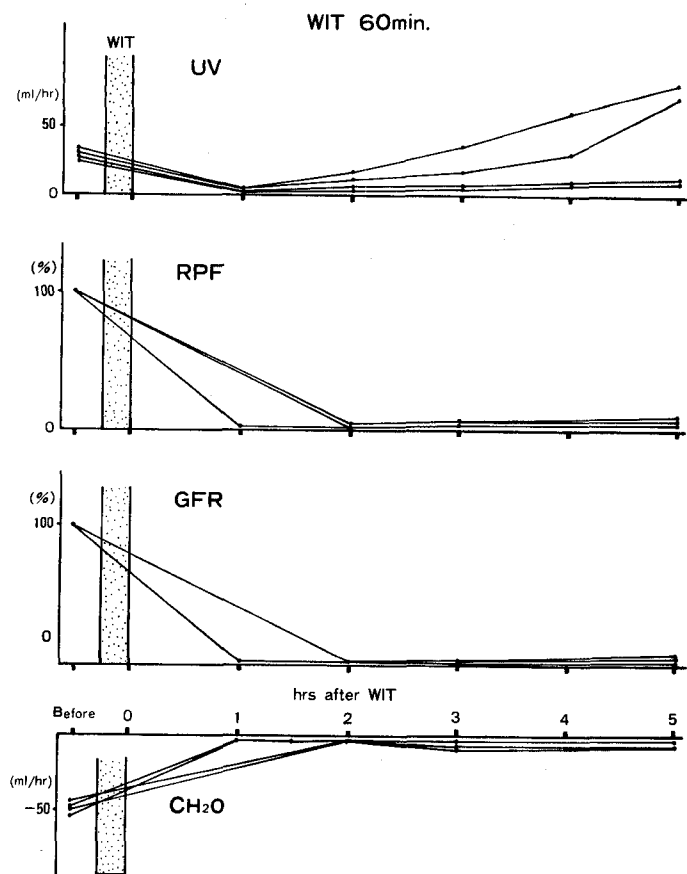 WIT 60min.
WIT
UV
(ml/hr)
50
0
(%)
RPF
100
0
(%)
GFR
100
0
hrs after WIT
Before 0 1 2 3 4 5
(ml/hr)
-50
CH₂O